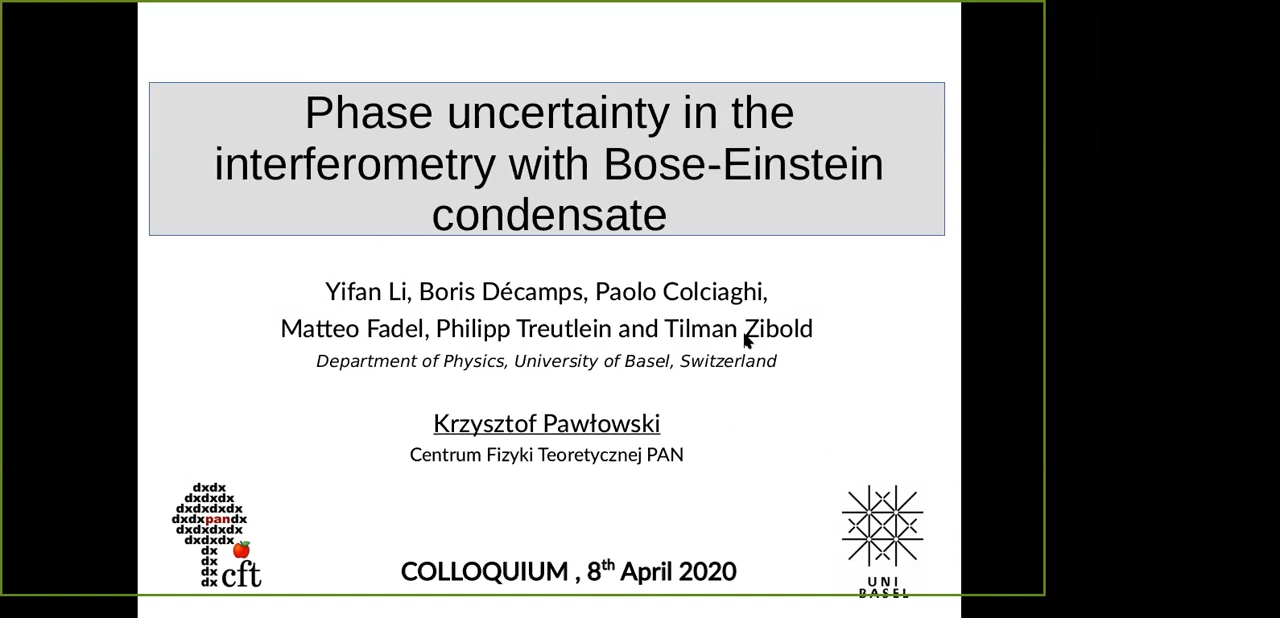 Phase uncertainty in the
interferometry with Bose-Einstein
condensate
Yifan Li, Boris Décamps, Paolo Colciaghi,
Matteo Fadel, Philipp Treutlein and Tilman Zibold
Department of Physics, University of Basel, Switzerland
Krzysztof Pawłowski
Centrum Fizyki Teoretycznej PAN
dxdx
dxdxdx
dxdxdxdx
dxdxpandx
dxdxdxdx
dxdxdx
dx
dx
dx
dx cft
COLLOQUIUM , 8th April 2020
UNI
BASEL